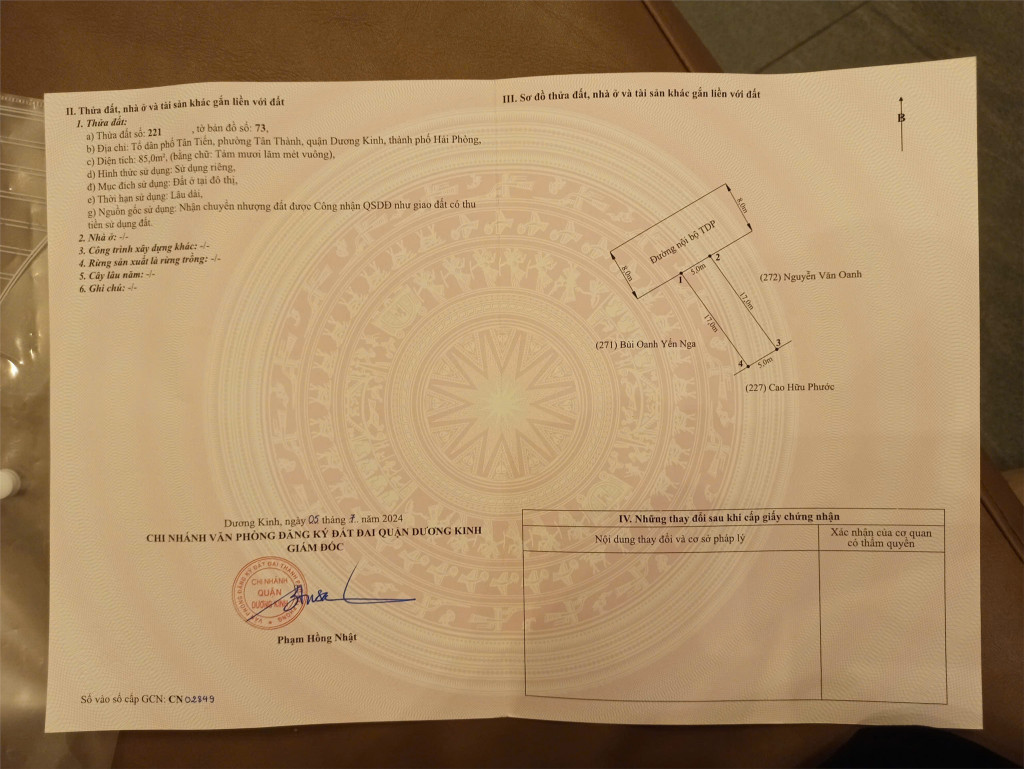 II. Thửa đất, nhà ở và tài sản khác gắn liền với đất
1. Thửa đất:
a) Thửa đất số: 221 , tờ bản đồ số: 73,
b) Địa chỉ: Tổ dân phố Tân Tiến, phường Tân Thành, quận Dương Kinh, thành phố Hải Phòng,
c) Diện tích: 85,0m², (bằng chữ: Tám mươi lăm mét vuông),
d) Hình thức sử dụng: Sử dụng riêng,
đ) Mục đích sử dụng: Đất ở tại đô thị,
e) Thời hạn sử dụng: Lâu dài,
g) Nguồn gốc sử dụng: Nhận chuyển nhượng đất được Công nhận QSDĐ như giao đất có thu
tiền sử dụng đất.
2. Nhà ở: -/-
3. Công trình xây dựng khác: -/-
4. Rừng sản xuất là rừng trồng: -/-
5. Cây lâu năm: -/-
6. Ghi chú: -/-
Dương Kinh, ngày 05 tháng 7 năm 2024
CHI NHÁNH VĂN PHÒNG ĐĂNG KÝ ĐẤT ĐAI QUẬN DƯƠNG KINH
GIÁM ĐỐC
CHI NHÁNH
QUẬN
DƯƠNG KINH
Phạm Hồng Nhật
Số vào sổ cấp GCN: CN 02849
III. Sơ đồ thửa đất, nhà ở và tài sản khác gắn liền với đất
B
8,0m
Đường nội bộ TDP
8,0m
2
5,0m
1
(272) Nguyễn Văn Oanh
17,0m
17,0m
(271) Bùi Oanh Yến Nga
3
4
5,0m
(227) Cao Hữu Phước
IV. Những thay đổi sau khi cấp giấy chứng nhận
Nội dung thay đổi và cơ sở pháp lý
Xác nhận của cơ quan
có thẩm quyền